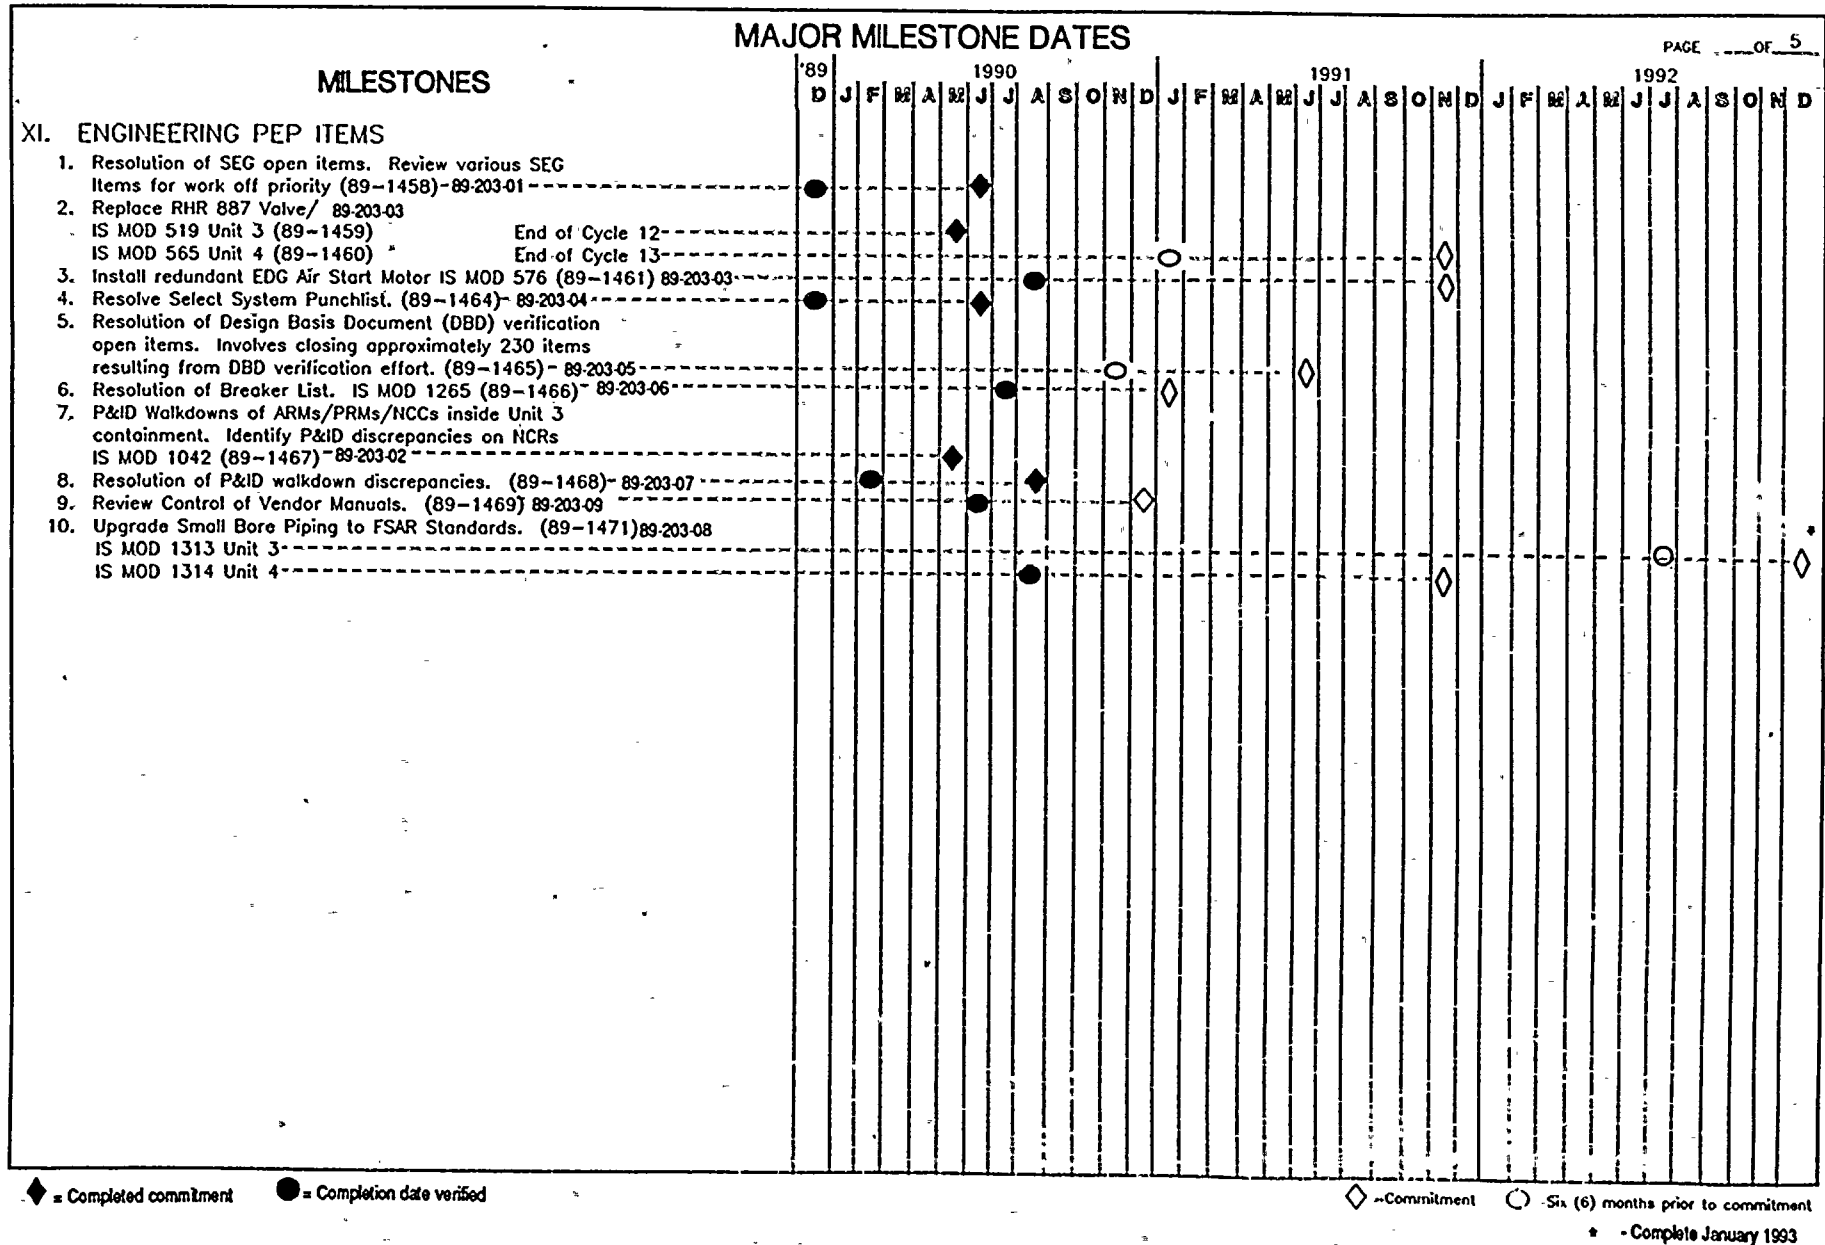 MAJOR MILESTONE DATES
PAGE ____ OF 5
MILESTONES
'89 1990 1991 1992
D J F M A M J J A S O N D J F M A M J J A S O N D J F M A M J J A S O N D
XI. ENGINEERING PEP ITEMS
1. Resolution of SEG open items. Review various SEG
Items for work off priority (89-1458)-89-203-01
2. Replace RHR 887 Valve/ 89-203-03
IS MOD 519 Unit 3 (89-1459) End of Cycle 12
IS MOD 565 Unit 4 (89-1460) End of Cycle 13
3. Install redundant EDG Air Start Motor IS MOD 576 (89-1461) 89-203-03
4. Resolve Select System Punchlist. (89-1464)- 89-203-04
5. Resolution of Design Basis Document (DBD) verification
open items. Involves closing approximately 230 items
resulting from DBD verification effort. (89-1465)- 89-203-05
6. Resolution of Breaker List. IS MOD 1265 (89-1466)- 89-203-06
7. P&ID Walkdowns of ARMs/PRMs/NCCs inside Unit 3
containment. Identify P&ID discrepancies on NCRs
IS MOD 1042 (89-1467)-89-203-02
8. Resolution of P&ID walkdown discrepancies. (89-1468)- 89-203-07
9. Review Control of Vendor Manuals. (89-1469) 89-203-09
10. Upgrade Small Bore Piping to FSAR Standards. (89-1471)89-203-08
*
IS MOD 1313 Unit 3
IS MOD 1314 Unit 4
= Completed commitment = Completion date verified -Commitment -Six (6) months prior to commitment
* - Complete January 1993